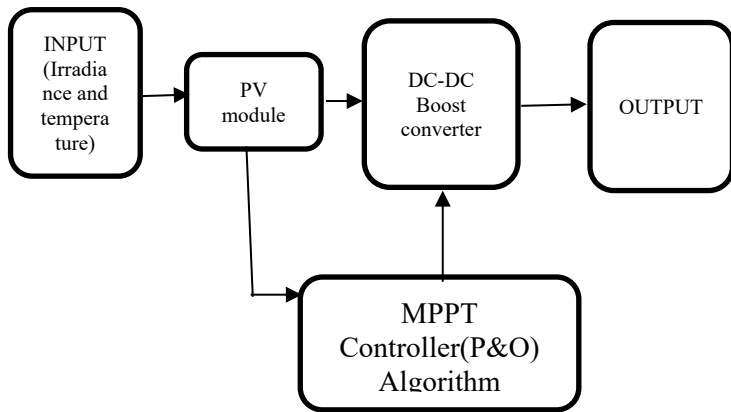 INPUT
(Irradia
nce and
tempera
ture)
PV
module
DC-DC
Boost
converter
OUTPUT
MPPT
Controller(P&O)
Algorithm